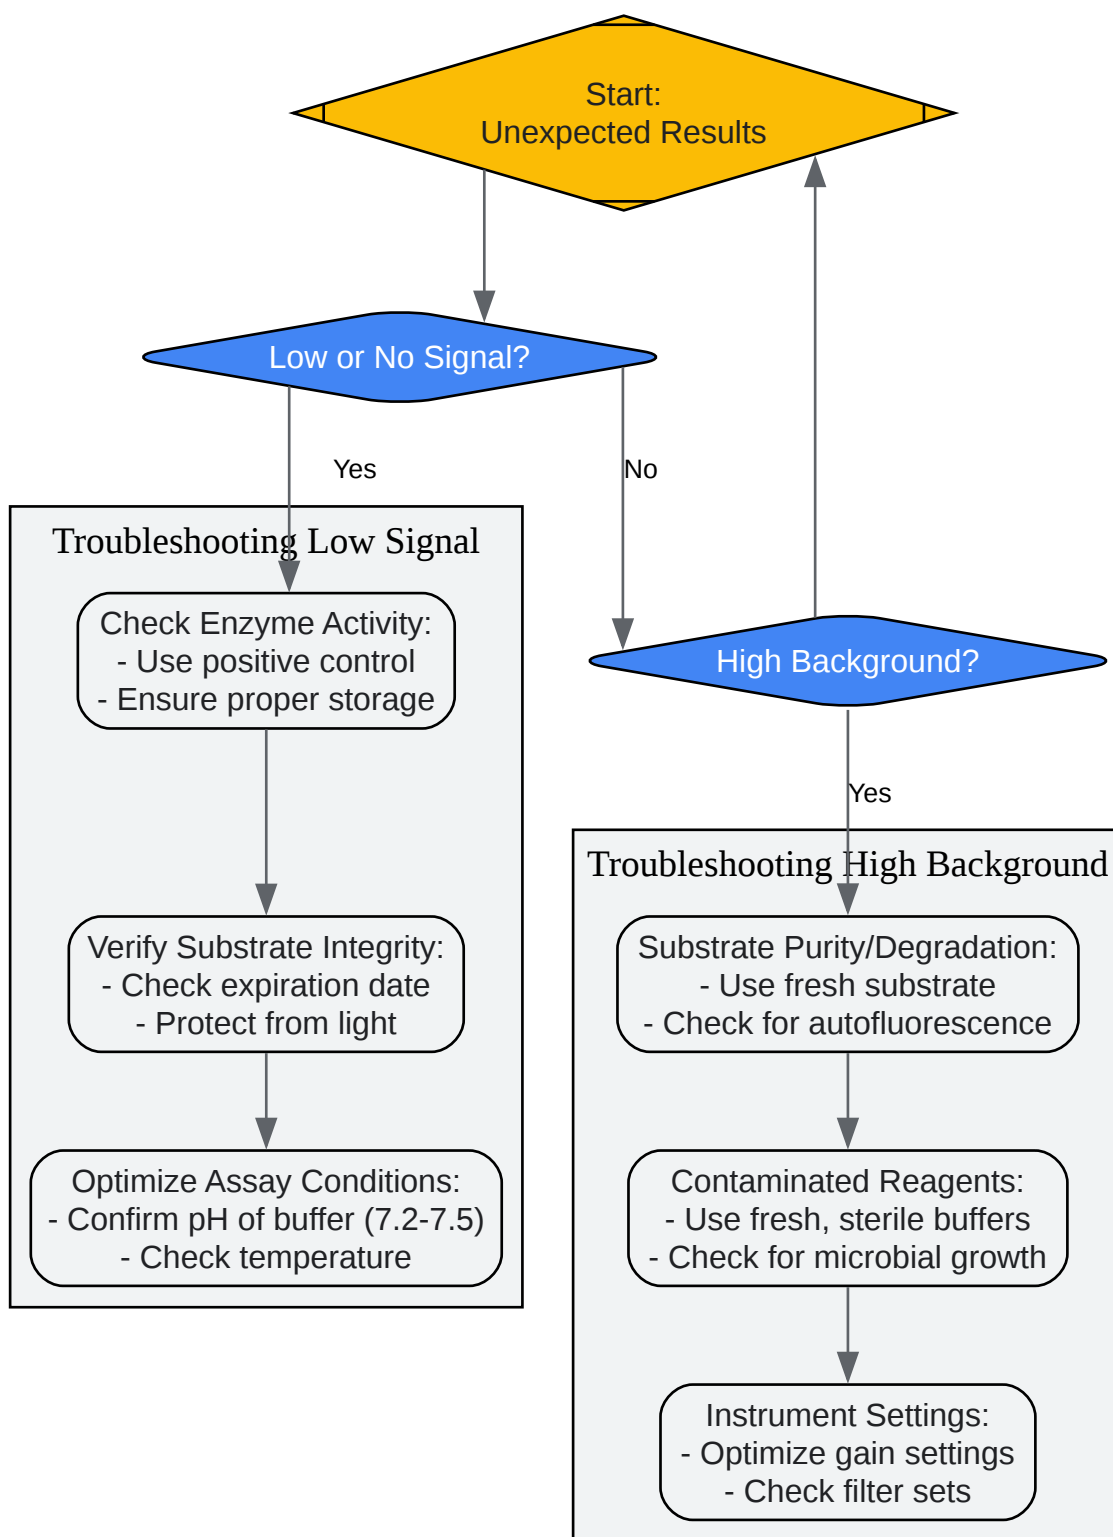 Start:
Unexpected Results
Low or No Signal?
Yes
No
Troubleshooting Low Signal
Check Enzyme Activity:
- Use positive control
- Ensure proper storage
High Background?
Yes
Troubleshooting High Background
Verify Substrate Integrity:
- Check expiration date
- Protect from light
Substrate Purity/Degradation:
- Use fresh substrate
- Check for autofluorescence
Optimize Assay Conditions:
- Confirm pH of buffer (7.2-7.5)
- Check temperature
Contaminated Reagents:
- Use fresh, sterile buffers
- Check for microbial growth
Instrument Settings:
- Optimize gain settings
- Check filter sets